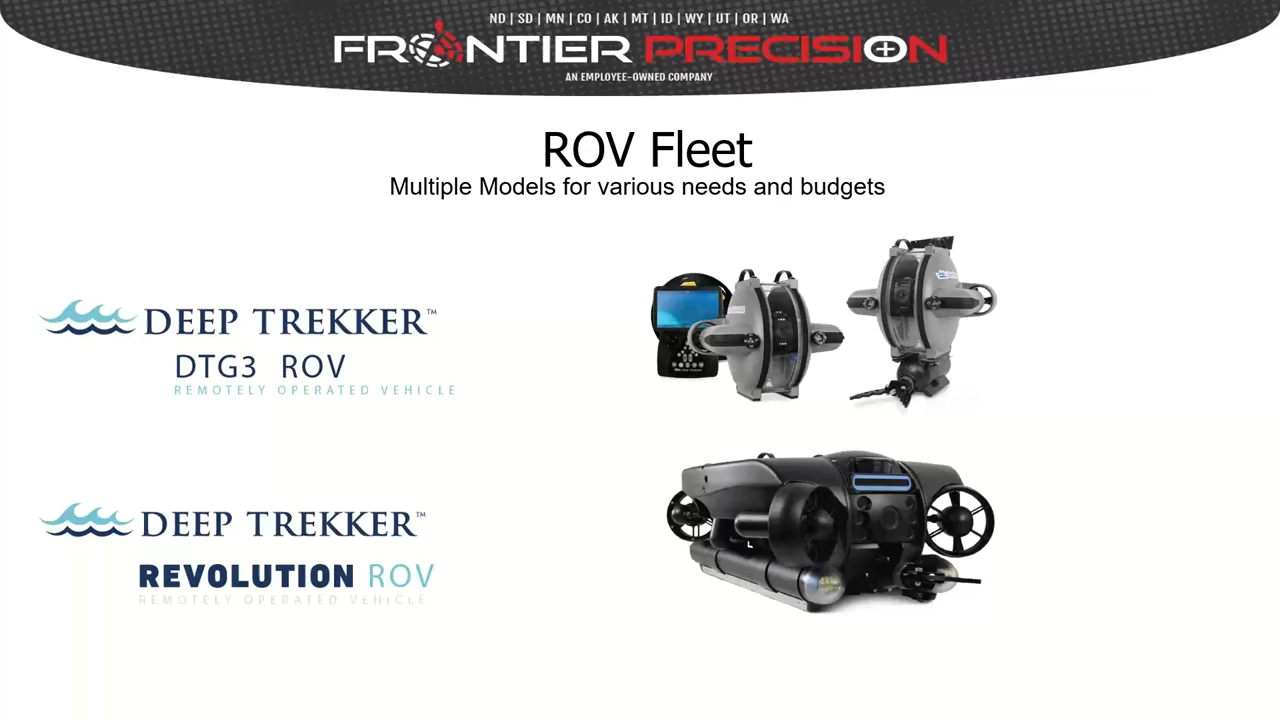 ND | SD | MN | CO | AK | MT | ID | WY | UT | OR | WA
FRONTIER PRECISION
AN EMPLOYEE-OWNED COMPANY
ROV Fleet
Multiple Models for various needs and budgets
DEEP TREKKER™
DTG3 ROV
REMOTELY OPERATED VEHICLE
DEEP TREKKER™
REVOLUTION ROV
REMOTELY OPERATED VEHICLE